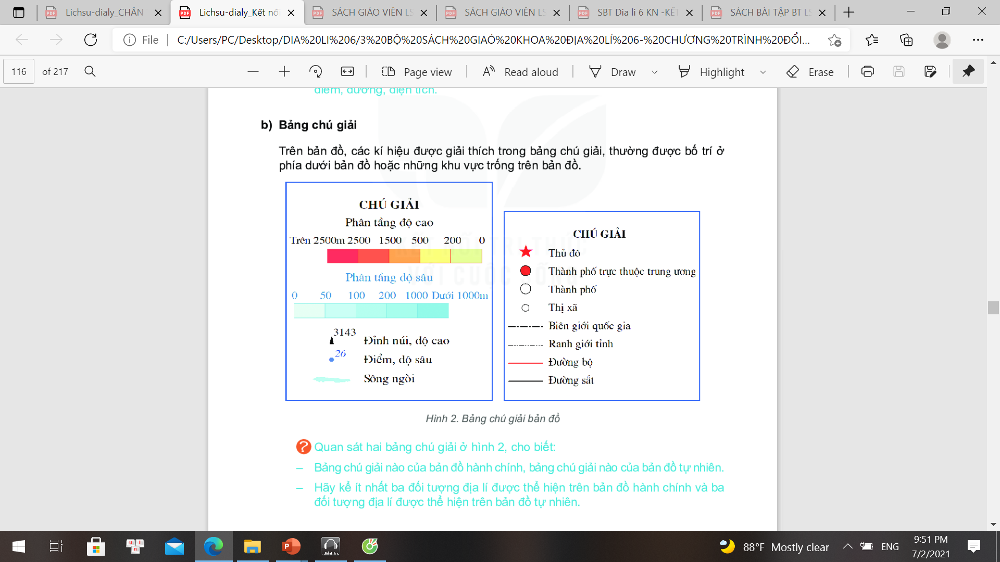 Lichsu-dialy_CHÂN
Lichsu-dialy_Kết nối
SÁCH GIÁO VIÊN LS
SÁCH GIÁO VIÊN LS
SBT Dia li 6 KN -KẾT
SÁCH BÀI TẬP BT LS
File
C:/Users/PC/Desktop/DIA%20LI%206/3%20BỘ%20SÁCH%20GIAÓ%20KHOA%20ĐỊA%20LÍ%206-%20CHƯƠNG%20TRÌNH%20ĐỔI...
116 of 217
Page view
Read aloud
Draw
Highlight
Erase
điểm, đường, diện tích.
b) Bảng chú giải
Trên bản đồ, các kí hiệu được giải thích trong bảng chú giải, thường được bố trí ở
phía dưới bản đồ hoặc những khu vực trống trên bản đồ.
CHÚ GIẢI
Phân tầng độ cao
Trên 2500m 2500 1500 500 200 0
Phân tầng độ sâu
0 50 100 200 1000 Dưới 1000m
3143
Đỉnh núi, độ cao
26
Điểm, độ sâu
Sông ngòi
CHÚ GIẢI
Thủ đô
Thành phố trực thuộc trung ương
Thành phố
Thị xã
Biên giới quốc gia
Ranh giới tỉnh
Đường bộ
Đường sắt
KẾT NỐI TRI THỨC
VỚI CUỘC SỐNG
Hình 2. Bảng chú giải bản đồ
? Quan sát hai bảng chú giải ở hình 2, cho biết:
– Bảng chú giải nào của bản đồ hành chính, bảng chú giải nào của bản đồ tự nhiên.
– Hãy kể ít nhất ba đối tượng địa lí được thể hiện trên bản đồ hành chính và ba
đối tượng địa lí được thể hiện trên bản đồ tự nhiên.
88°F Mostly clear
ENG
9:51 PM
7/2/2021